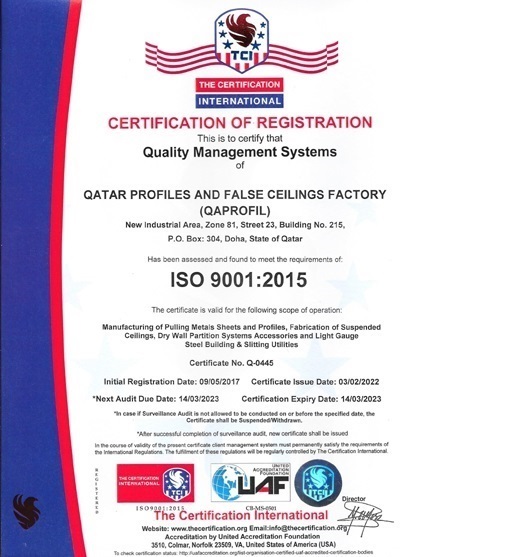 TCI
THE CERTIFICATION
INTERNATIONAL
CERTIFICATION OF REGISTRATION
This is to certify that
Quality Management Systems
of
QATAR PROFILES AND FALSE CEILINGS FACTORY
(QAPROFIL)
New Industrial Area, Zone 81, Street 23, Building No. 215,
P.O. Box: 304, Doha, State of Qatar
Has been assessed and found to meet the requirements of:
ISO 9001:2015
The certificate is valid for the following scope of operation:
Manufacturing of Pulling Metals Sheets and Profiles, Fabrication of Suspended
Ceilings, Dry Wall Partition Systems Accessories and Light Gauge
Steel Building & Slitting Utilities
Certificate No. Q-0445
Initial Registration Date: 09/05/2017 Certificate Issue Date: 03/02/2022
*Next Audit Due Date: 14/03/2023 Certification Expiry Date: 14/03/2023
*In case if Surveillance Audit is not allowed to be conducted on or before the specified date, the
Certificate shall be Suspended/Withdrawn.
*After successful completion of surveillance audit, new certificate shall be issued
In the course of validity of the present certificate client management system must permanently satisfy the requirements of
the International Regulations. The fulfillment of these regulations will be regularly controlled by The Certification International.
REGISTERED
THE CERTIFICATION
INTERNATIONAL
TCI
UNITED
ACCREDITATION
FOUNDATION
UAF
TCI
ISO9001:2015
CB-MS-6501
Director
The Certification International
Website: www.thecertification.org Email:info@thecertification.org
Accreditation by United Accreditation Foundation
3510, Colmar, Norfolk 23509, VA, United States of America (USA)
To check certification status: http://uafaccreditation.org/list-organisation-certified-uaf-accredited-certification-bodies